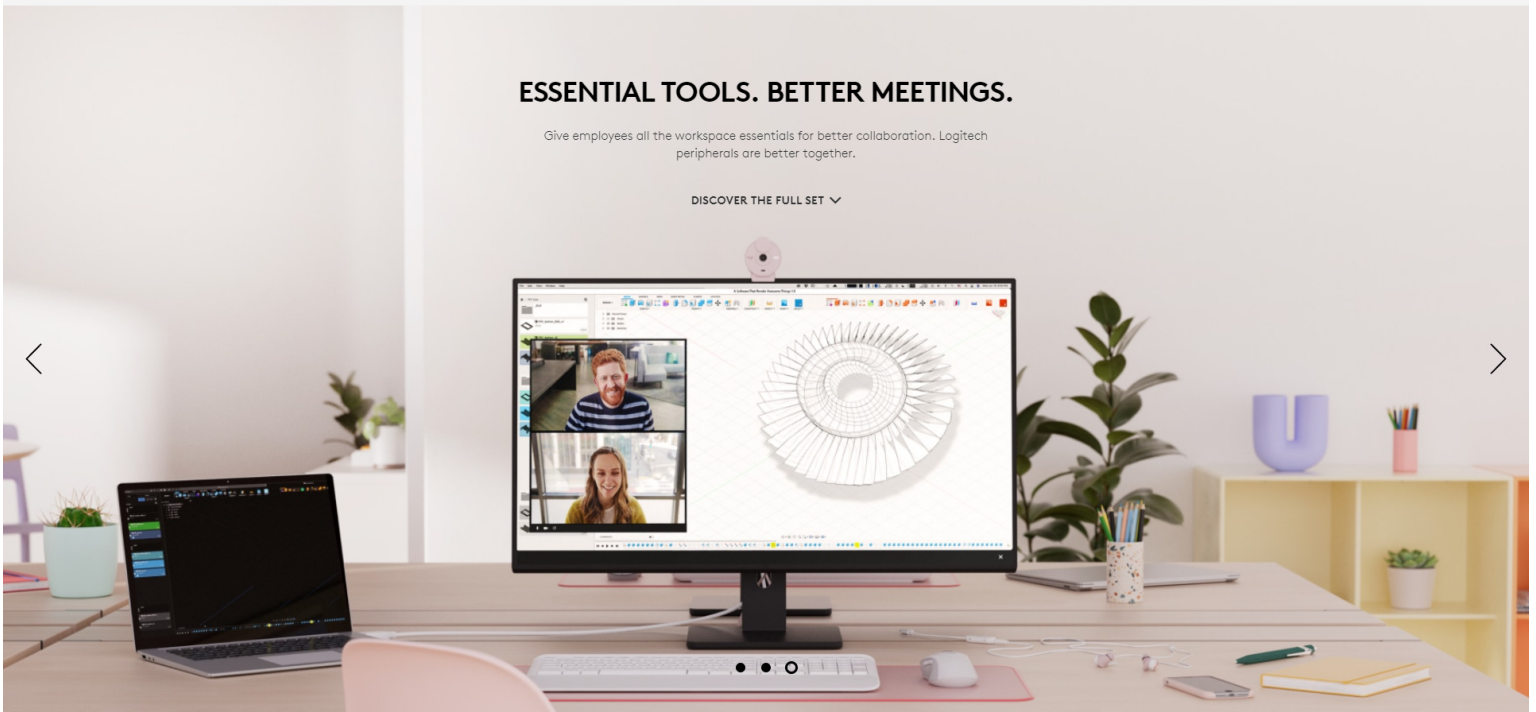 ESSENTIAL TOOLS. BETTER MEETINGS.
Give employees all the workspace essentials for better collaboration. Logitech
peripherals are better together.
DISCOVER THE FULL SET